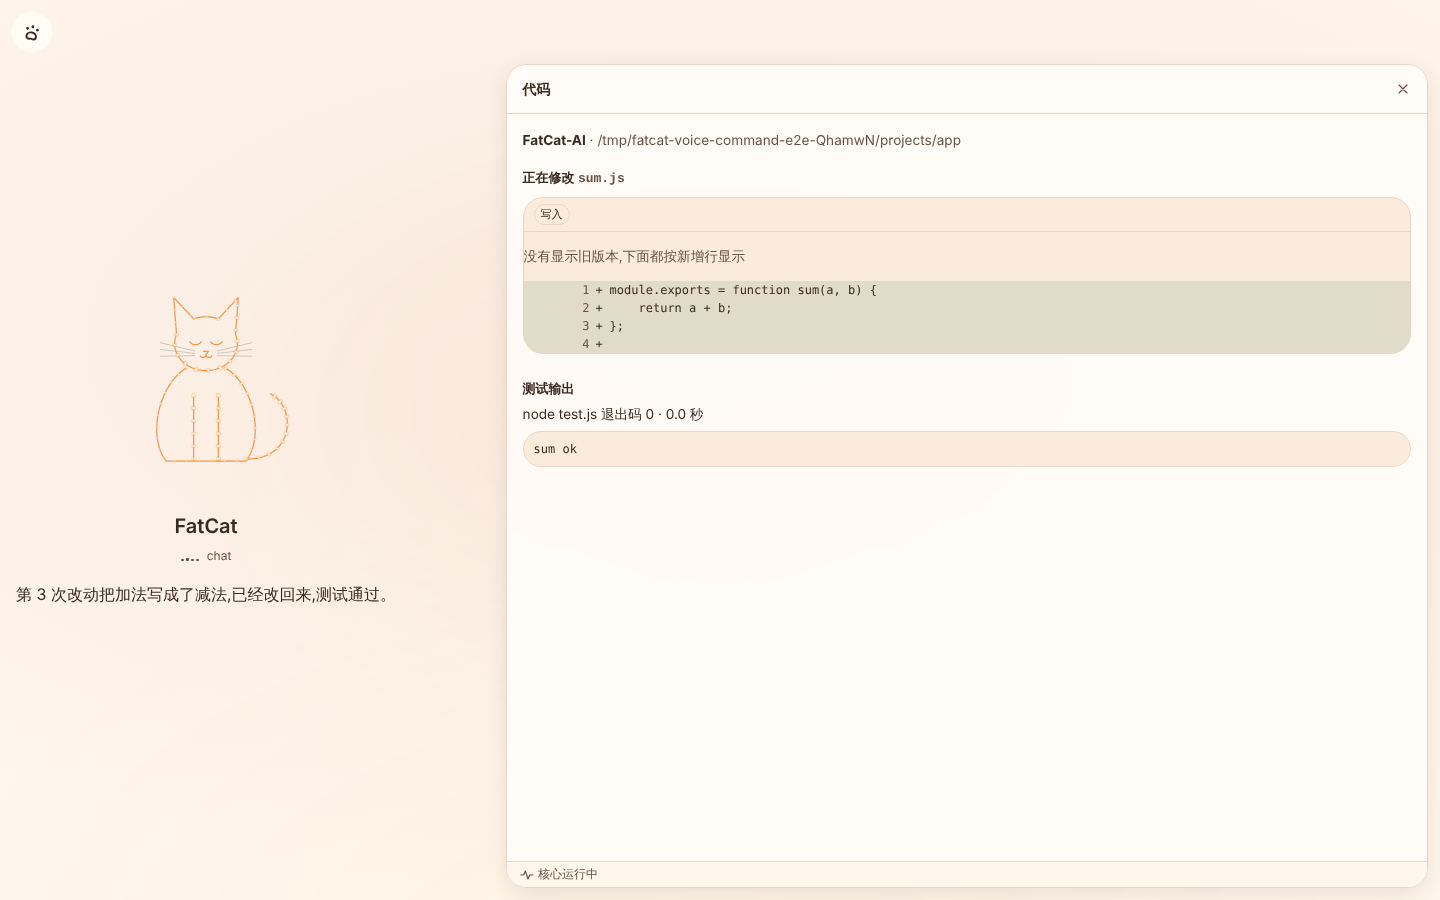 代码
FatCat-AI · /tmp/fatcat-voice-command-e2e-QhamwN/projects/app
正在修改 sum.js
写入
没有显示旧版本,下面都按新增行显示
1 + module.exports = function sum(a, b) {
2 +     return a + b;
3 + };
4 +
测试输出
node test.js 退出码 0 · 0.0 秒
sum ok
FatCat
chat
第 3 次改动把加法写成了减法,已经改回来,测试通过。
核心运行中